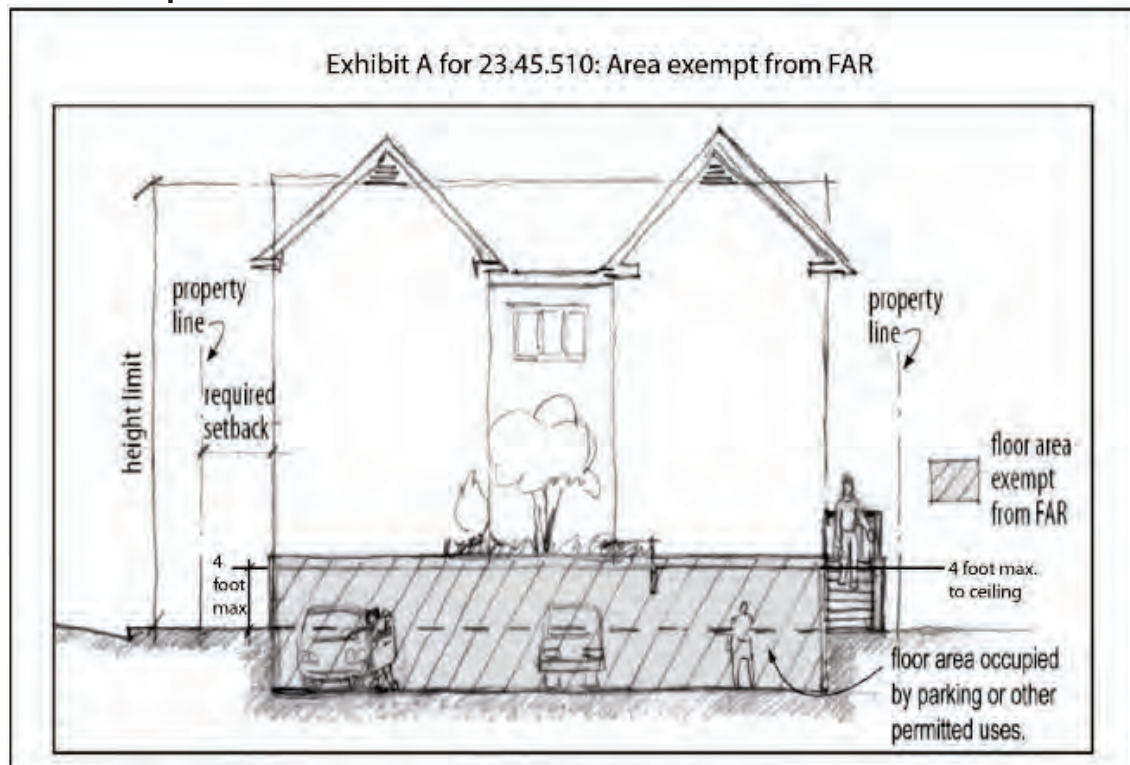 Exhibit A for 23.45.510: Area exempt from FAR
height limit
property
line
required
setback
property
line
floor area
exempt
from FAR
4
foot
max
4 foot max.
to ceiling
floor area occupied
by parking or other
permitted uses.